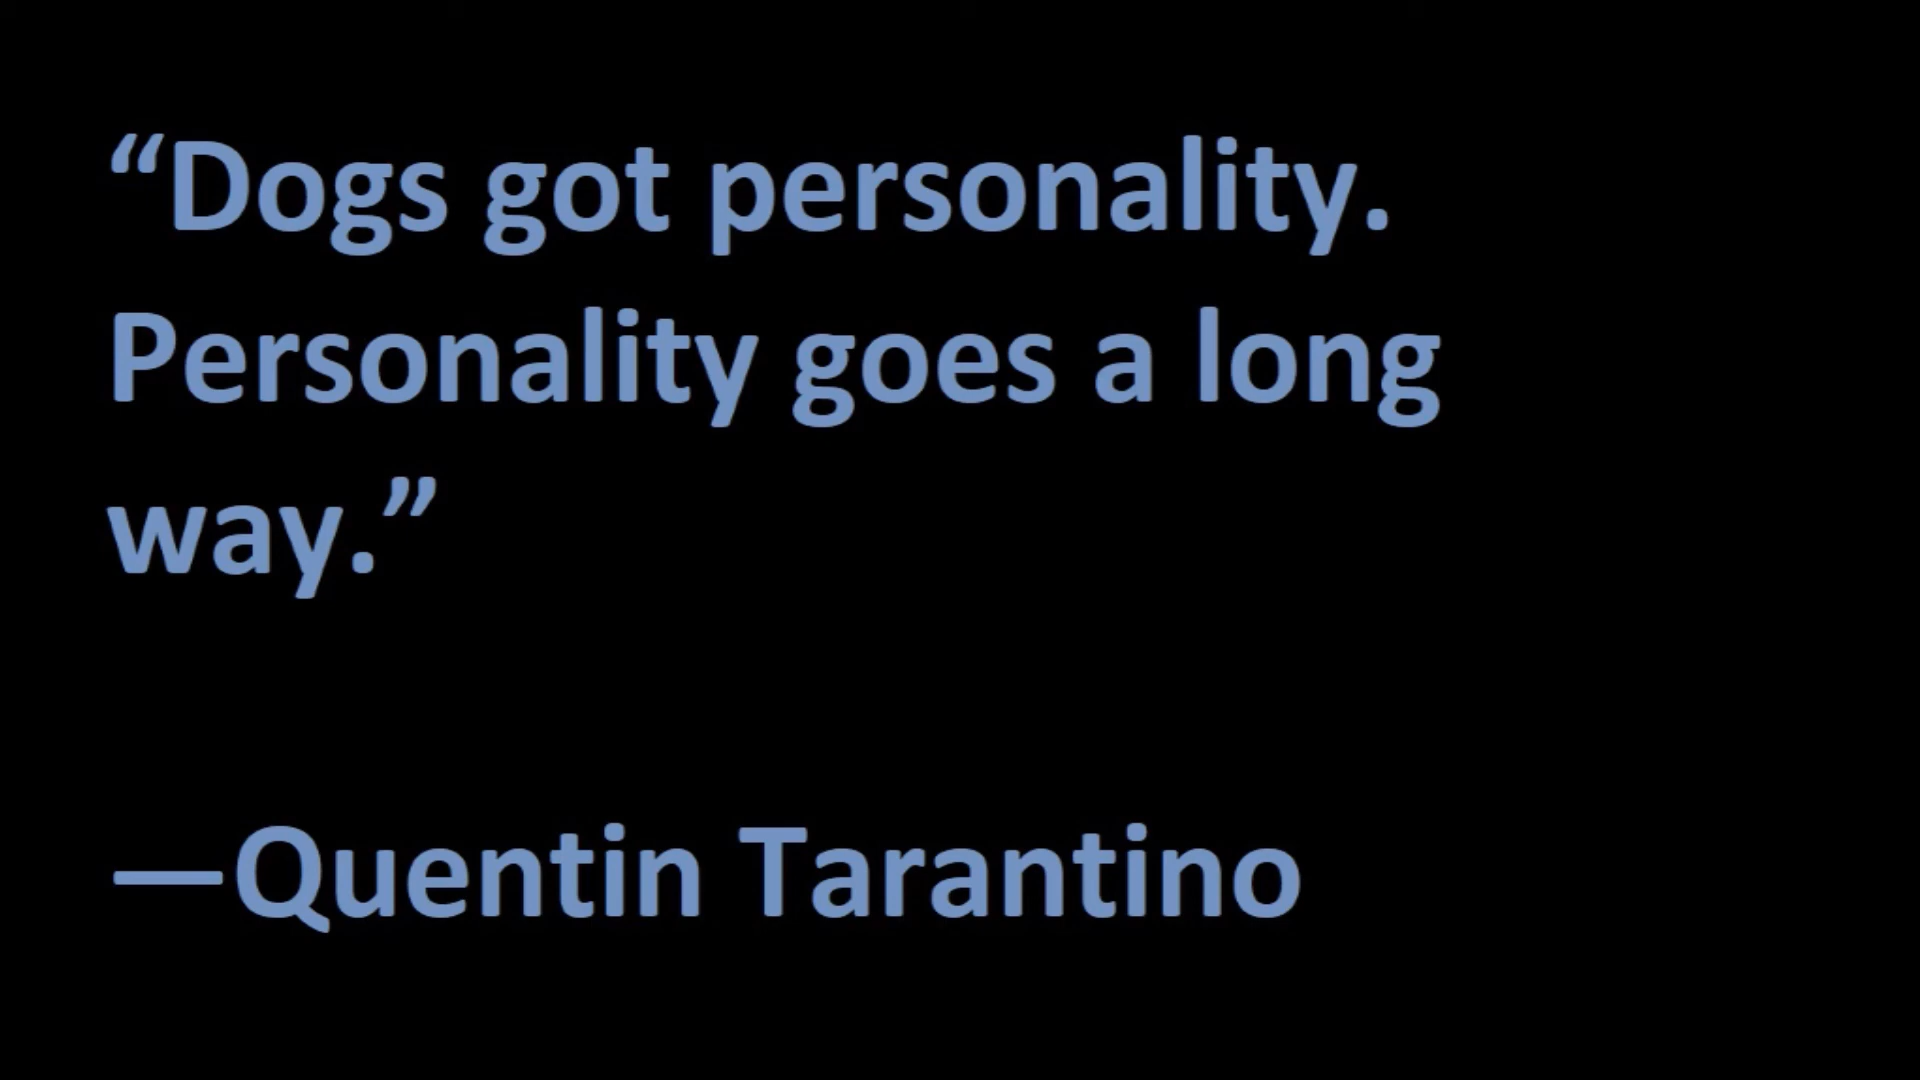 “Dogs got personality.
Personality goes a long
way.”
—Quentin Tarantino